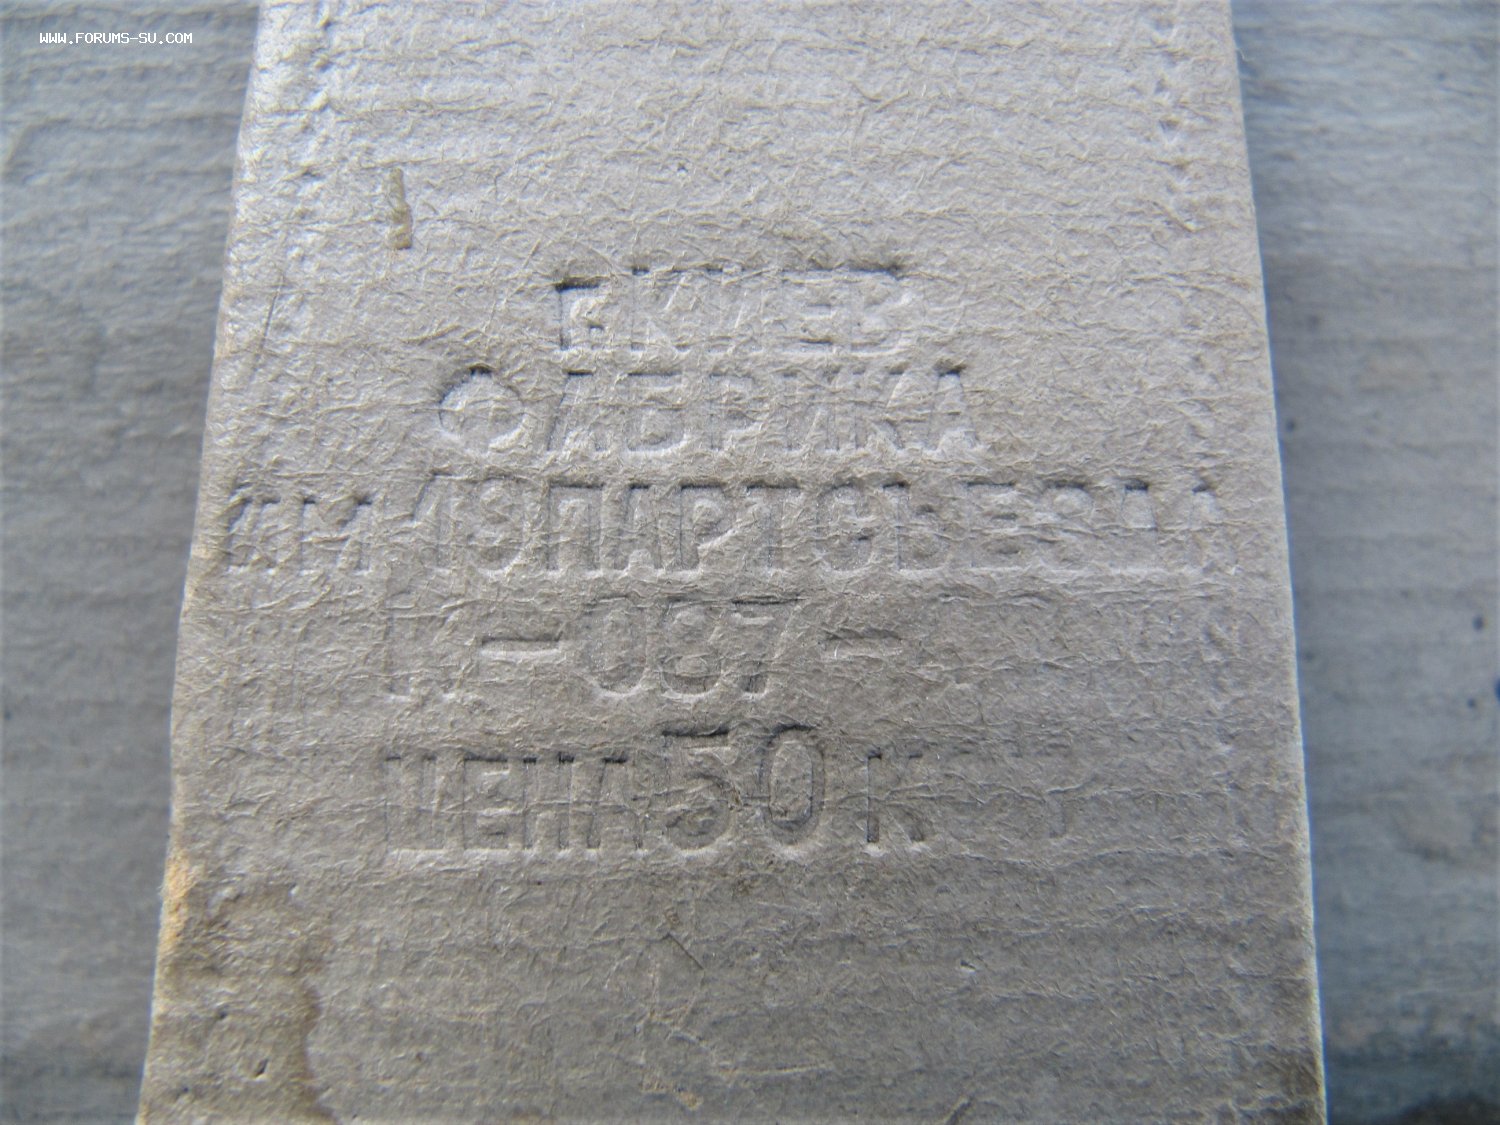 WWW.FORUMS-SU.COM
Г.КИЕВ
ФАБРИКА
ИМ 19 ПАРТСЪЕЗДА
-087-
ЦЕНА 50 К